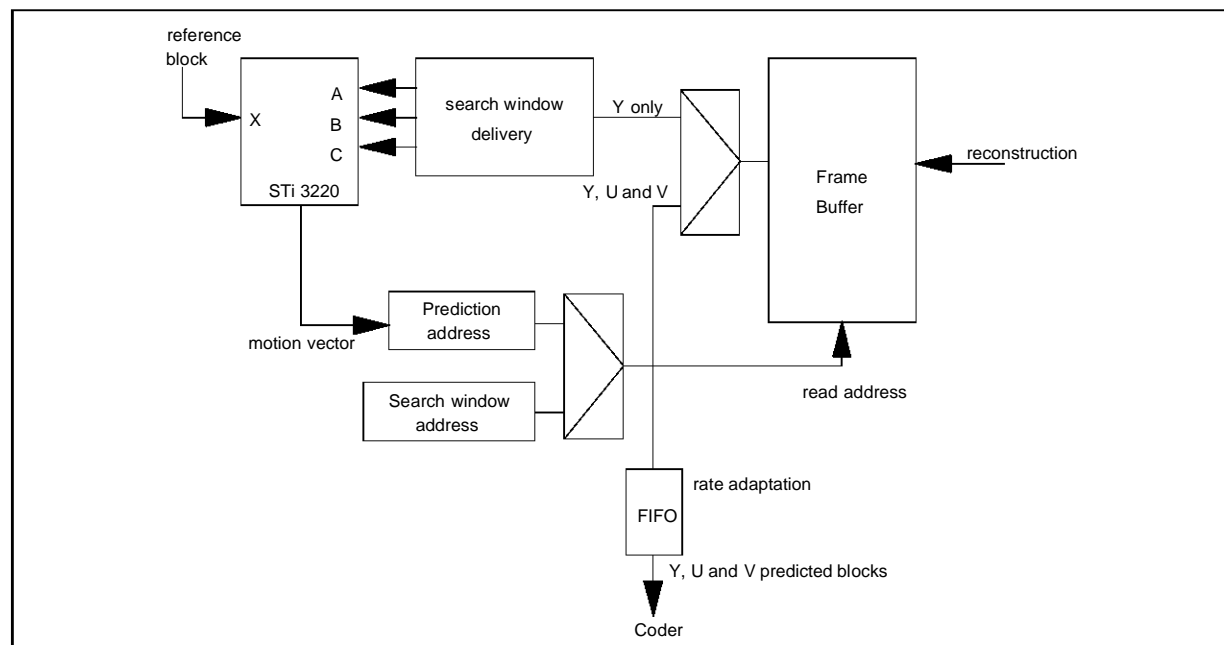 reference
block
X
A
B
C
STi 3220
search window
delivery
Y only
Y, U and V
Frame
Buffer
reconstruction
motion vector
Prediction
address
Search window
address
read address
rate adaptation
FIFO
Y, U and V predicted blocks
Coder